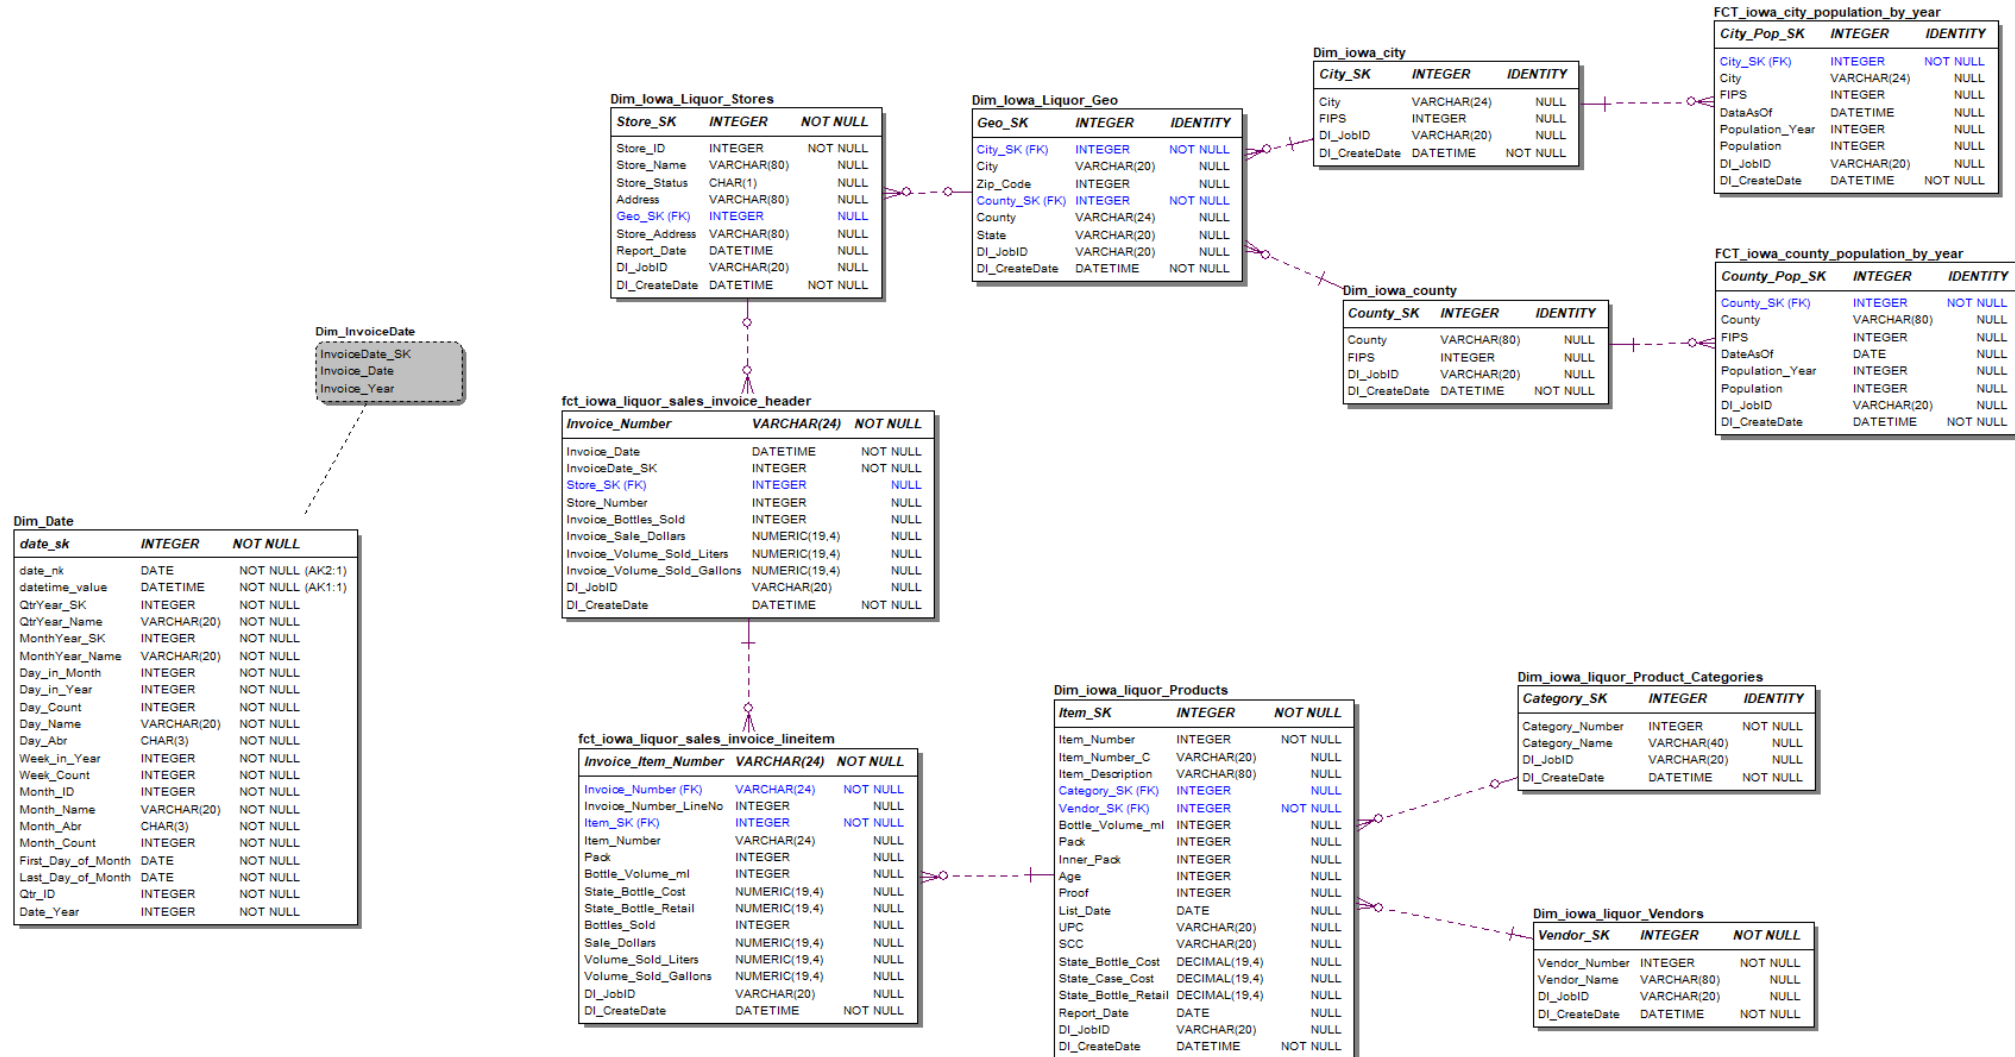 FCT_iowa_city_population_by_year
City_Pop_SK INTEGER IDENTITY
City_SK (FK) INTEGER NOT NULL
City VARCHAR(24) NULL
FIPS INTEGER NULL
DataAsOf DATETIME NULL
Population_Year INTEGER NULL
Population INTEGER NULL
DI_JobID VARCHAR(20) NULL
DI_CreateDate DATETIME NOT NULL
Dim_iowa_city
City_SK INTEGER IDENTITY
City VARCHAR(24) NULL
FIPS INTEGER NULL
DI_JobID VARCHAR(20) NULL
DI_CreateDate DATETIME NOT NULL
Dim_Iowa_Liquor_Stores
Store_SK INTEGER NOT NULL
Store_ID INTEGER NOT NULL
Store_Name VARCHAR(80) NULL
Store_Status CHAR(1) NULL
Address VARCHAR(80) NULL
Geo_SK (FK) INTEGER NULL
Store_Address VARCHAR(80) NULL
Report_Date DATETIME NULL
DI_JobID VARCHAR(20) NULL
DI_CreateDate DATETIME NOT NULL
Dim_Iowa_Liquor_Geo
Geo_SK INTEGER IDENTITY
City_SK (FK) INTEGER NOT NULL
City VARCHAR(20) NULL
Zip_Code INTEGER NULL
County_SK (FK) INTEGER NOT NULL
County VARCHAR(24) NULL
State VARCHAR(20) NULL
DI_JobID VARCHAR(20) NULL
DI_CreateDate DATETIME NOT NULL
FCT_iowa_county_population_by_year
County_Pop_SK INTEGER IDENTITY
County_SK (FK) INTEGER NOT NULL
County VARCHAR(80) NULL
FIPS INTEGER NULL
DateAsOf DATE NULL
Population_Year INTEGER NULL
Population INTEGER NULL
DI_JobID VARCHAR(20) NULL
DI_CreateDate DATETIME NOT NULL
Dim_iowa_county
County_SK INTEGER IDENTITY
County VARCHAR(80) NULL
FIPS INTEGER NULL
DI_JobID VARCHAR(20) NULL
DI_CreateDate DATETIME NOT NULL
Dim_InvoiceDate
InvoiceDate_SK
Invoice_Date
Invoice_Year
fct_iowa_liquor_sales_invoice_header
Invoice_Number VARCHAR(24) NOT NULL
Invoice_Date DATETIME NOT NULL
InvoiceDate_SK INTEGER NOT NULL
Store_SK (FK) INTEGER NULL
Store_Number INTEGER NULL
Invoice_Bottles_Sold INTEGER NULL
Invoice_Sale_Dollars NUMERIC(19,4) NULL
Invoice_Volume_Sold_Liters NUMERIC(19,4) NULL
Invoice_Volume_Sold_Gallons NUMERIC(19,4) NULL
DI_JobID VARCHAR(20) NULL
DI_CreateDate DATETIME NOT NULL
Dim_Date
date_sk INTEGER NOT NULL
date_nk DATE NOT NULL (AK2:1)
datetime_value DATETIME NOT NULL (AK1:1)
QtrYear_SK INTEGER NOT NULL
QtrYear_Name VARCHAR(20) NOT NULL
MonthYear_SK INTEGER NOT NULL
MonthYear_Name VARCHAR(20) NOT NULL
Day_in_Month INTEGER NOT NULL
Day_in_Year INTEGER NOT NULL
Day_Count INTEGER NOT NULL
Day_Name VARCHAR(20) NOT NULL
Day_Abr CHAR(3) NOT NULL
Week_in_Year INTEGER NOT NULL
Week_Count INTEGER NOT NULL
Month_ID INTEGER NOT NULL
Month_Name VARCHAR(20) NOT NULL
Month_Abr CHAR(3) NOT NULL
Month_Count INTEGER NOT NULL
First_Day_of_Month DATE NOT NULL
Last_Day_of_Month DATE NOT NULL
Qtr_ID INTEGER NOT NULL
Date_Year INTEGER NOT NULL
fct_iowa_liquor_sales_invoice_lineitem
Invoice_Item_Number VARCHAR(24) NOT NULL
Invoice_Number (FK) VARCHAR(24) NOT NULL
Invoice_Number_LineNo INTEGER NULL
Item_SK (FK) INTEGER NOT NULL
Item_Number VARCHAR(24) NULL
Pack INTEGER NULL
Bottle_Volume_ml INTEGER NULL
State_Bottle_Cost NUMERIC(19,4) NULL
State_Bottle_Retail NUMERIC(19,4) NULL
Bottles_Sold INTEGER NULL
Sale_Dollars NUMERIC(19,4) NULL
Volume_Sold_Liters NUMERIC(19,4) NULL
Volume_Sold_Gallons NUMERIC(19,4) NULL
DI_JobID VARCHAR(20) NULL
DI_CreateDate DATETIME NOT NULL
Dim_iowa_liquor_Products
Item_SK INTEGER NOT NULL
Item_Number INTEGER NOT NULL
Item_Number_C VARCHAR(20) NULL
Item_Description VARCHAR(80) NULL
Category_SK (FK) INTEGER NULL
Vendor_SK (FK) INTEGER NOT NULL
Bottle_Volume_ml INTEGER NULL
Pack INTEGER NULL
Inner_Pack INTEGER NULL
Age INTEGER NULL
Proof INTEGER NULL
List_Date DATE NULL
UPC VARCHAR(20) NULL
SCC VARCHAR(20) NULL
State_Bottle_Cost DECIMAL(19,4) NULL
State_Case_Cost DECIMAL(19,4) NULL
State_Bottle_Retail DECIMAL(19,4) NULL
Report_Date DATE NULL
DI_JobID VARCHAR(20) NULL
DI_CreateDate DATETIME NOT NULL
Dim_iowa_liquor_Product_Categories
Category_SK INTEGER IDENTITY
Category_Number INTEGER NOT NULL
Category_Name VARCHAR(40) NULL
DI_JobID VARCHAR(20) NULL
DI_CreateDate DATETIME NOT NULL
Dim_iowa_liquor_Vendors
Vendor_SK INTEGER NOT NULL
Vendor_Number INTEGER NOT NULL
Vendor_Name VARCHAR(80) NULL
DI_JobID VARCHAR(20) NULL
DI_CreateDate DATETIME NOT NULL